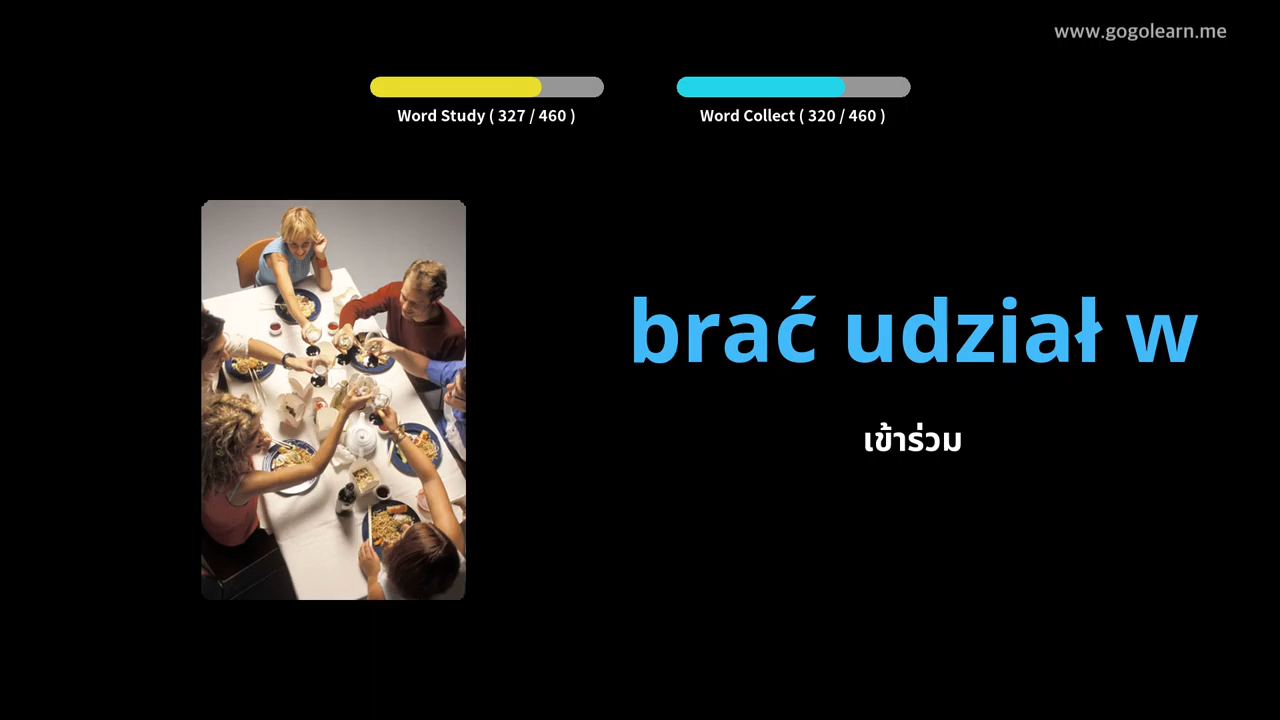 www.gogolearn.me
Word Study ( 327 / 460 )
Word Collect ( 320 / 460 )
brać udział w
เข้าร่วม